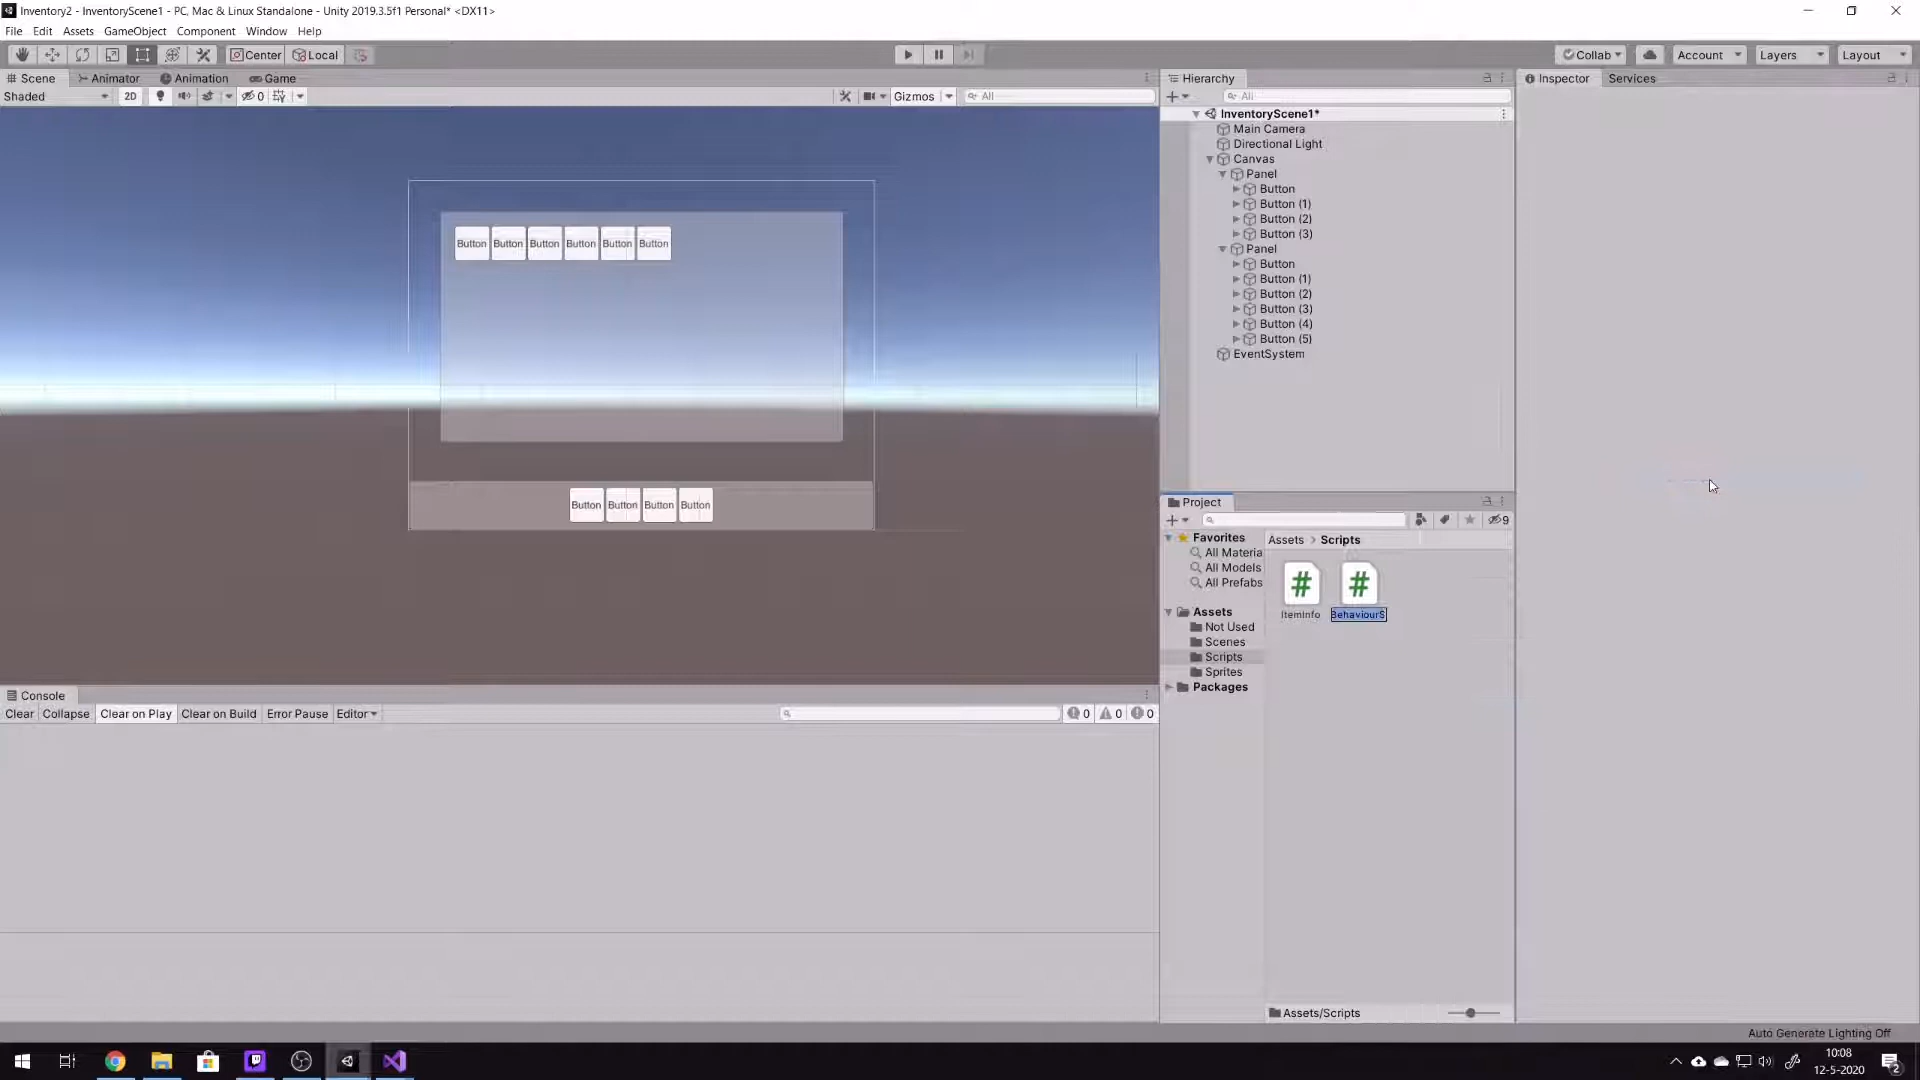 Inventory2 - InventoryScene1 - PC, Mac & Linux Standalone - Unity 2019.3.5f1 Personal* <DX11>
File Edit Assets GameObject Component Window Help
Center Local Collab Account Layers Layout
Scene Animator Animation Game
Shaded 2D 0 Gizmos All
Button Button Button Button Button Button
Button Button Button Button
Hierarchy
All
InventoryScene1*
Main Camera
Directional Light
Canvas
Panel
Button
Button (1)
Button (2)
Button (3)
Panel
Button
Button (1)
Button (2)
Button (3)
Button (4)
Button (5)
EventSystem
Inspector Services
Project
9
Favorites
All Materia
All Models
All Prefabs
Assets
Not Used
Scenes
Scripts
Sprites
Packages
Assets > Scripts
ItemInfo BehaviourS
Assets/Scripts
Console
Clear Collapse Clear on Play Clear on Build Error Pause Editor 0 0 0
Auto Generate Lighting Off
10:08
12-5-2020
2